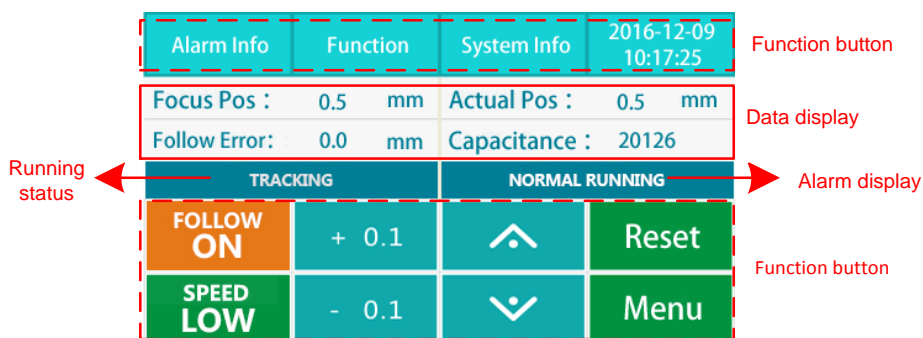 Alarm Info Function System Info 2016-12-09
10:17:25
Function button
Focus Pos : 0.5 mm Actual Pos : 0.5 mm
Follow Error: 0.0 mm Capacitance : 20126
Data display
Running
status
TRACKING NORMAL RUNNING
Alarm display
FOLLOW
ON
+ 0.1
Reset
Function button
SPEED
LOW
- 0.1
Menu